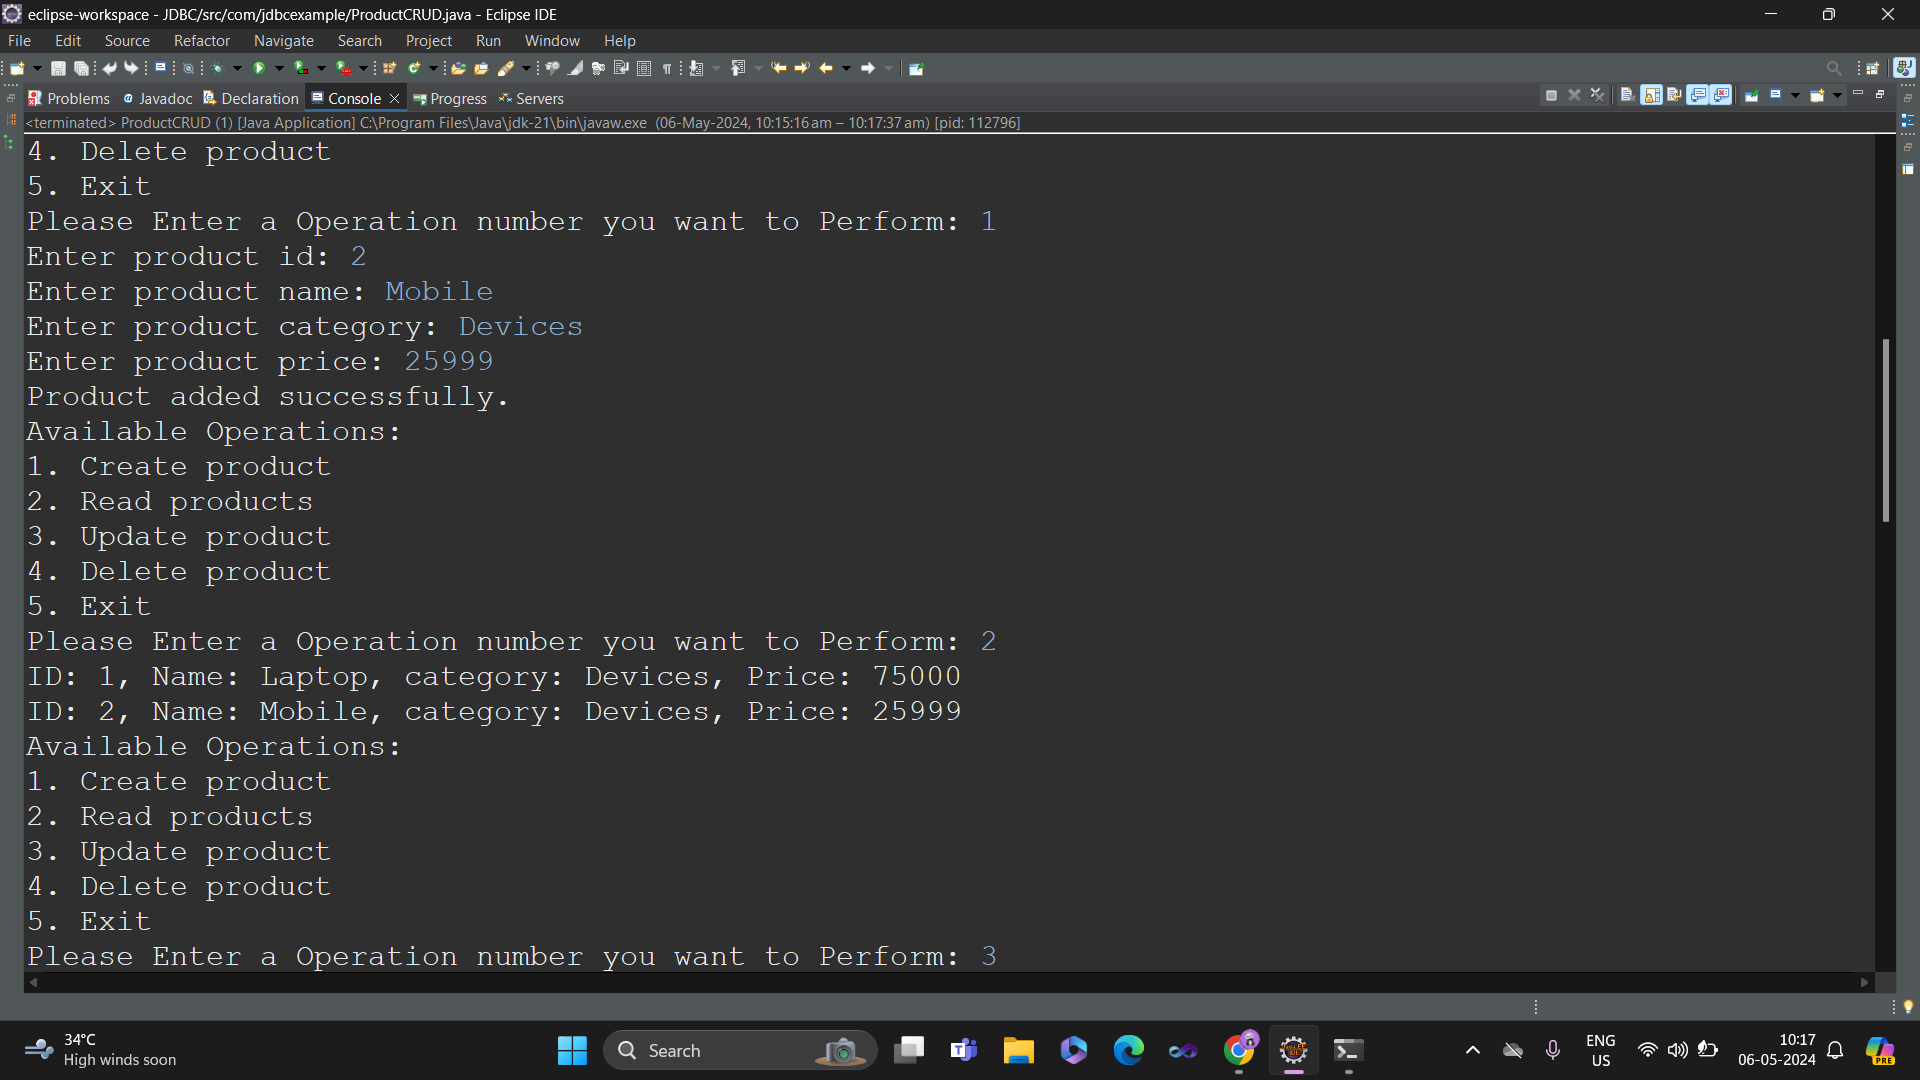 eclipse-workspace - JDBC/src/com/jdbcexample/ProductCRUD.java - Eclipse IDE
File Edit Source Refactor Navigate Search Project Run Window Help
Problems Javadoc Declaration Console Progress Servers
<terminated> ProductCRUD (1) [Java Application] C:\Program Files\Java\jdk-21\bin\javaw.exe (06-May-2024, 10:15:16 am – 10:17:37 am) [pid: 112796]
4. Delete product
5. Exit
Please Enter a Operation number you want to Perform: 1
Enter product id: 2
Enter product name: Mobile
Enter product category: Devices
Enter product price: 25999
Product added successfully.
Available Operations:
1. Create product
2. Read products
3. Update product
4. Delete product
5. Exit
Please Enter a Operation number you want to Perform: 2
ID: 1, Name: Laptop, category: Devices, Price: 75000
ID: 2, Name: Mobile, category: Devices, Price: 25999
Available Operations:
1. Create product
2. Read products
3. Update product
4. Delete product
5. Exit
Please Enter a Operation number you want to Perform: 3
34°C
High winds soon
Search
ENG
US
10:17
06-05-2024
PRE